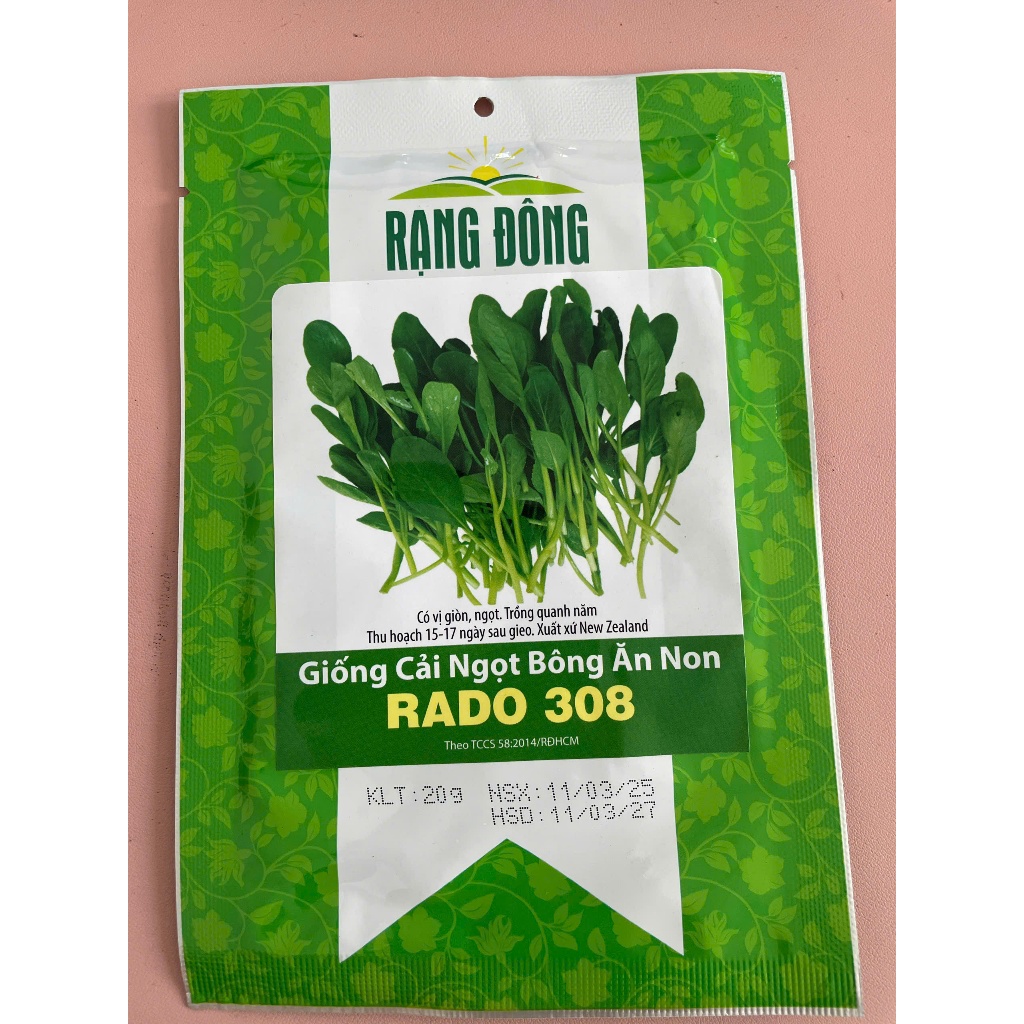 RẠNG ĐÔNG
Có vị giòn, ngọt. Trồng quanh năm
Thu hoạch 15-17 ngày sau gieo. Xuất xứ New Zealand
Giống Cải Ngọt Bông Ăn Non
RADO 308
Theo TCCS 58:2014/RĐHCM
KLT:20g NSX:11/03/25
HSD:11/03/27